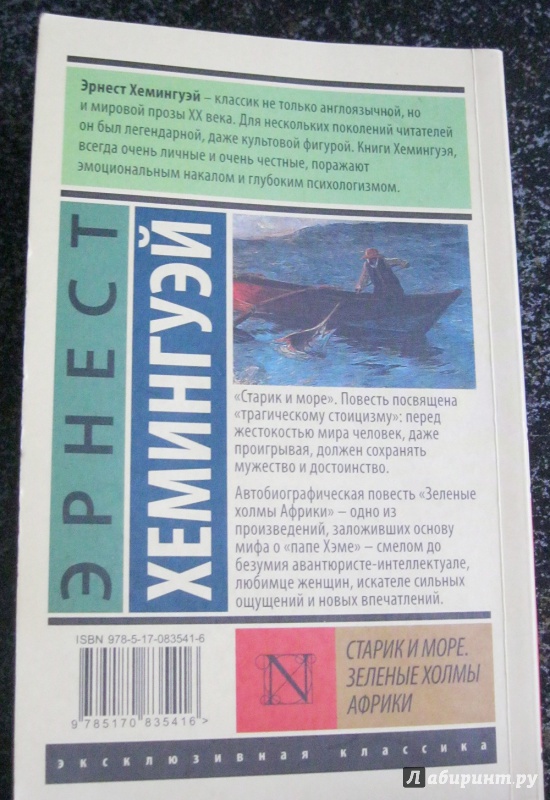 Эрнест Хемингуэй – классик не только англоязычной, но
и мировой прозы XX века. Для нескольких поколений читателей
он был легендарной, даже культовой фигурой. Книги Хемингуэя,
всегда очень личные и очень честные, поражают
эмоциональным накалом и глубоким психологизмом.
ЭРНЕСТ
ХЕМИНГУЭЙ
«Старик и море». Повесть посвящена
«трагическому стоицизму»: перед
жестокостью мира человек, даже
проигрывая, должен сохранять
мужество и достоинство.
Автобиографическая повесть «Зеленые
холмы Африки» – одно из
произведений, заложивших основу
мифа о «папе Хэме» – смелом до
безумия авантюристе-интеллектуале,
любимце женщин, искателе сильных
ощущений и новых впечатлений.
ISBN 978-5-17-083541-6
9 785170 835416 >
N
СТАРИК И МОРЕ.
ЗЕЛЕНЫЕ ХОЛМЫ
АФРИКИ
эксклюзивная классика
Лабиринт.ру